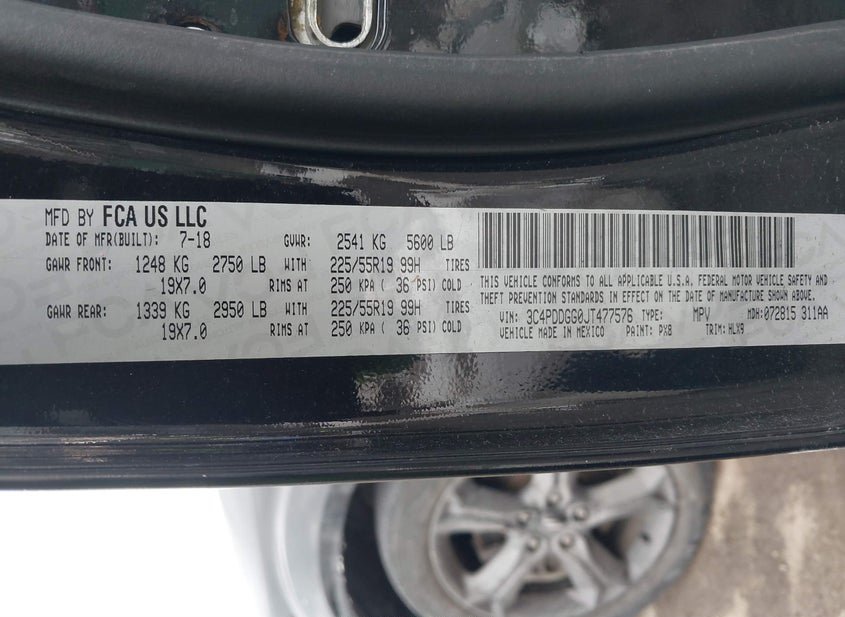 MFD BY FCA US LLC
DATE OF MFR(BUILT): 7-18 GVWR: 2541 KG 5600 LB
GAWR FRONT: 1248 KG 2750 LB WITH 225/55R19 99H TIRES
19X7.0 RIMS AT 250 KPA ( 36 PSI) COLD
GAWR REAR: 1339 KG 2950 LB WITH 225/55R19 99H TIRES
19X7.0 RIMS AT 250 KPA ( 36 PSI) COLD
THIS VEHICLE CONFORMS TO ALL APPLICABLE U.S.A. FEDERAL MOTOR VEHICLE SAFETY AND
THEFT PREVENTION STANDARDS IN EFFECT ON THE DATE OF MANUFACTURE SHOWN ABOVE.
VIN: 3C4PDDGG0JT477576 TYPE: MPV MDH: 072815 311AA
VEHICLE MADE IN MEXICO PAINT: PX8 TRIM: HLX9